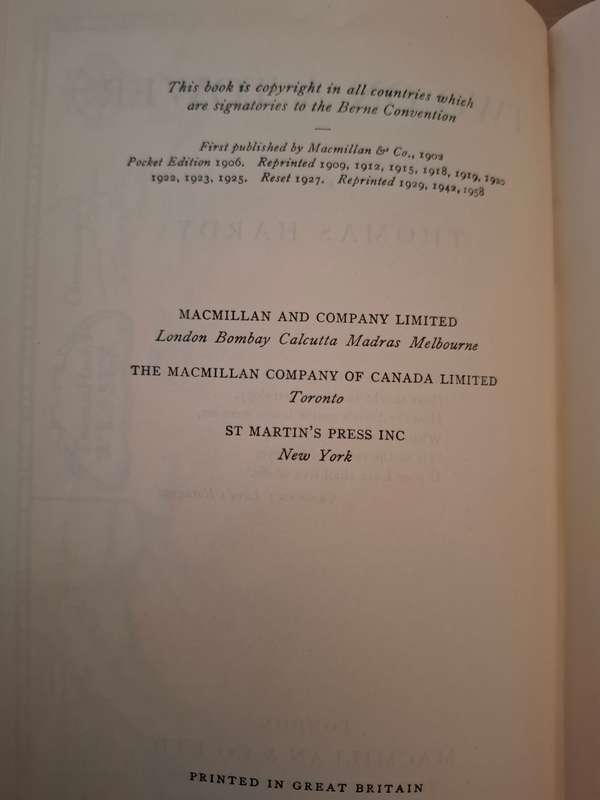 This book is copyright in all countries which
are signatories to the Berne Convention
First published by Macmillan & Co., 1902
Pocket Edition 1906. Reprinted 1909, 1912, 1915, 1918, 1919, 1920
1922, 1923, 1925. Reset 1927. Reprinted 1929, 1942, 1958
THOMAS HARDY
MACMILLAN AND COMPANY LIMITED
London Bombay Calcutta Madras Melbourne
THE MACMILLAN COMPANY OF CANADA LIMITED
Toronto
ST MARTIN'S PRESS INC
New York
LONDON
PRINTED IN GREAT BRITAIN